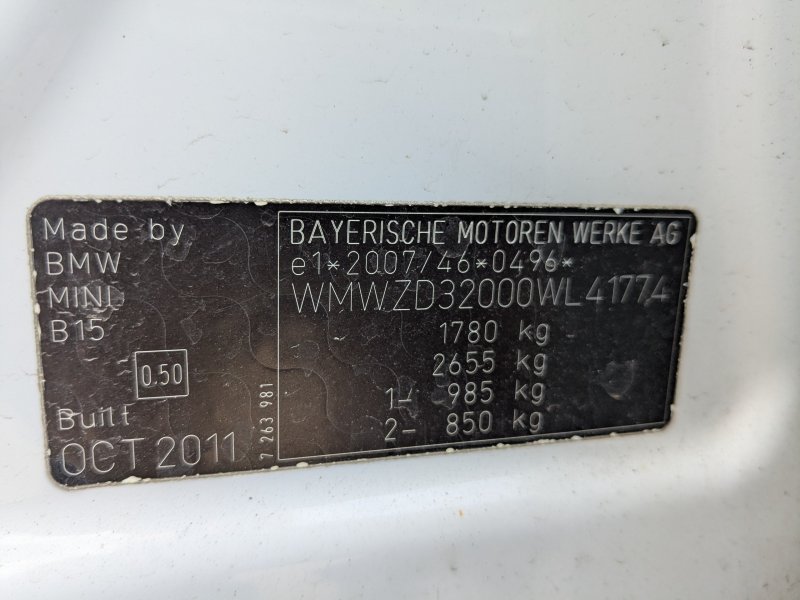 Made by
BMW
MINI
B15
0.50
Built
OCT 2011
7 263 981
BAYERISCHE MOTOREN WERKE AG
e1*2007/46*0496*
WMWZD32000WL41774
1780 kg
2655 kg
1- 985 kg
2- 850 kg